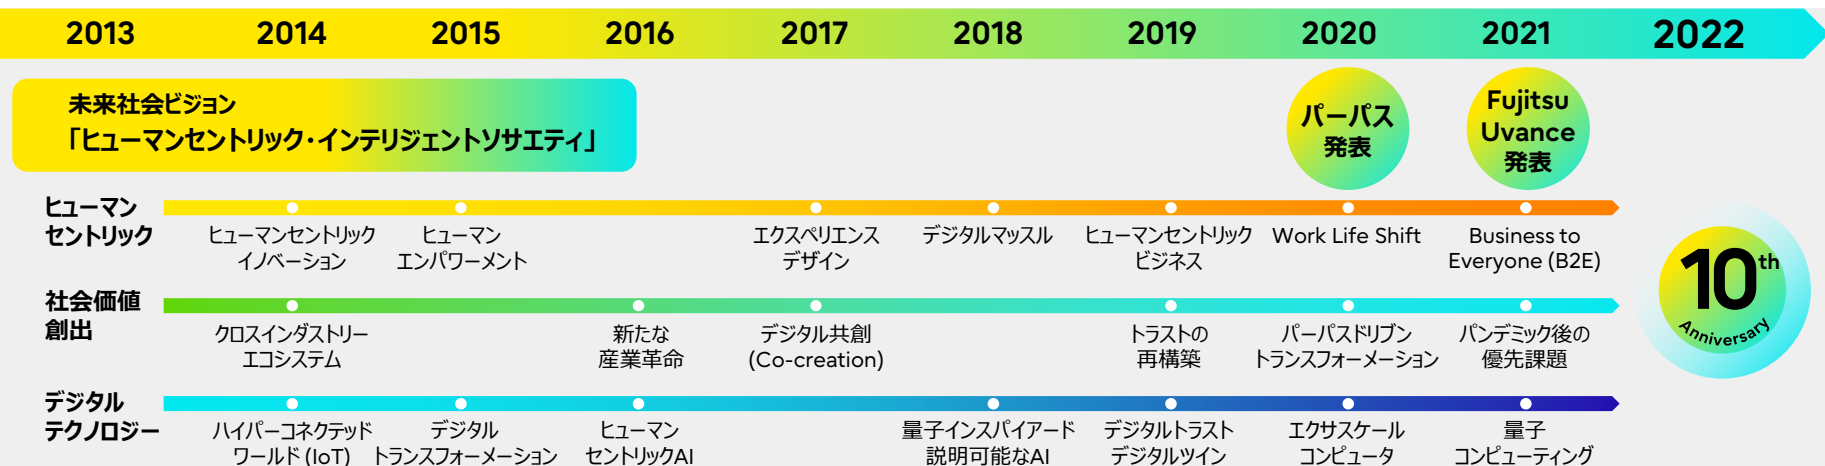 2013 2014 2015 2016 2017 2018 2019 2020 2021 2022
未来社会ビジョン
「ヒューマンセントリック・インテリジェントソサエティ」
パーパス
発表
Fujitsu
Uvance
発表
ヒューマン
セントリック
ヒューマンセントリック
イノベーション
ヒューマン
エンパワーメント
エクスペリエンス
デザイン
デジタルマッスル
ヒューマンセントリック
ビジネス
Work Life Shift
Business to
Everyone (B2E)
社会価値
創出
クロスインダストリー
エコシステム
新たな
産業革命
デジタル共創
(Co-creation)
トラストの
再構築
パーパスドリブン
トランスフォーメーション
パンデミック後の
優先課題
デジタル
テクノロジー
ハイパーコネクテッド
ワールド (IoT)
デジタル
トランスフォーメーション
ヒューマン
セントリックAI
量子インスパイアード
説明可能なAI
デジタルトラスト
デジタルツイン
エクサスケール
コンピュータ
量子
コンピューティング
10th
Anniversary